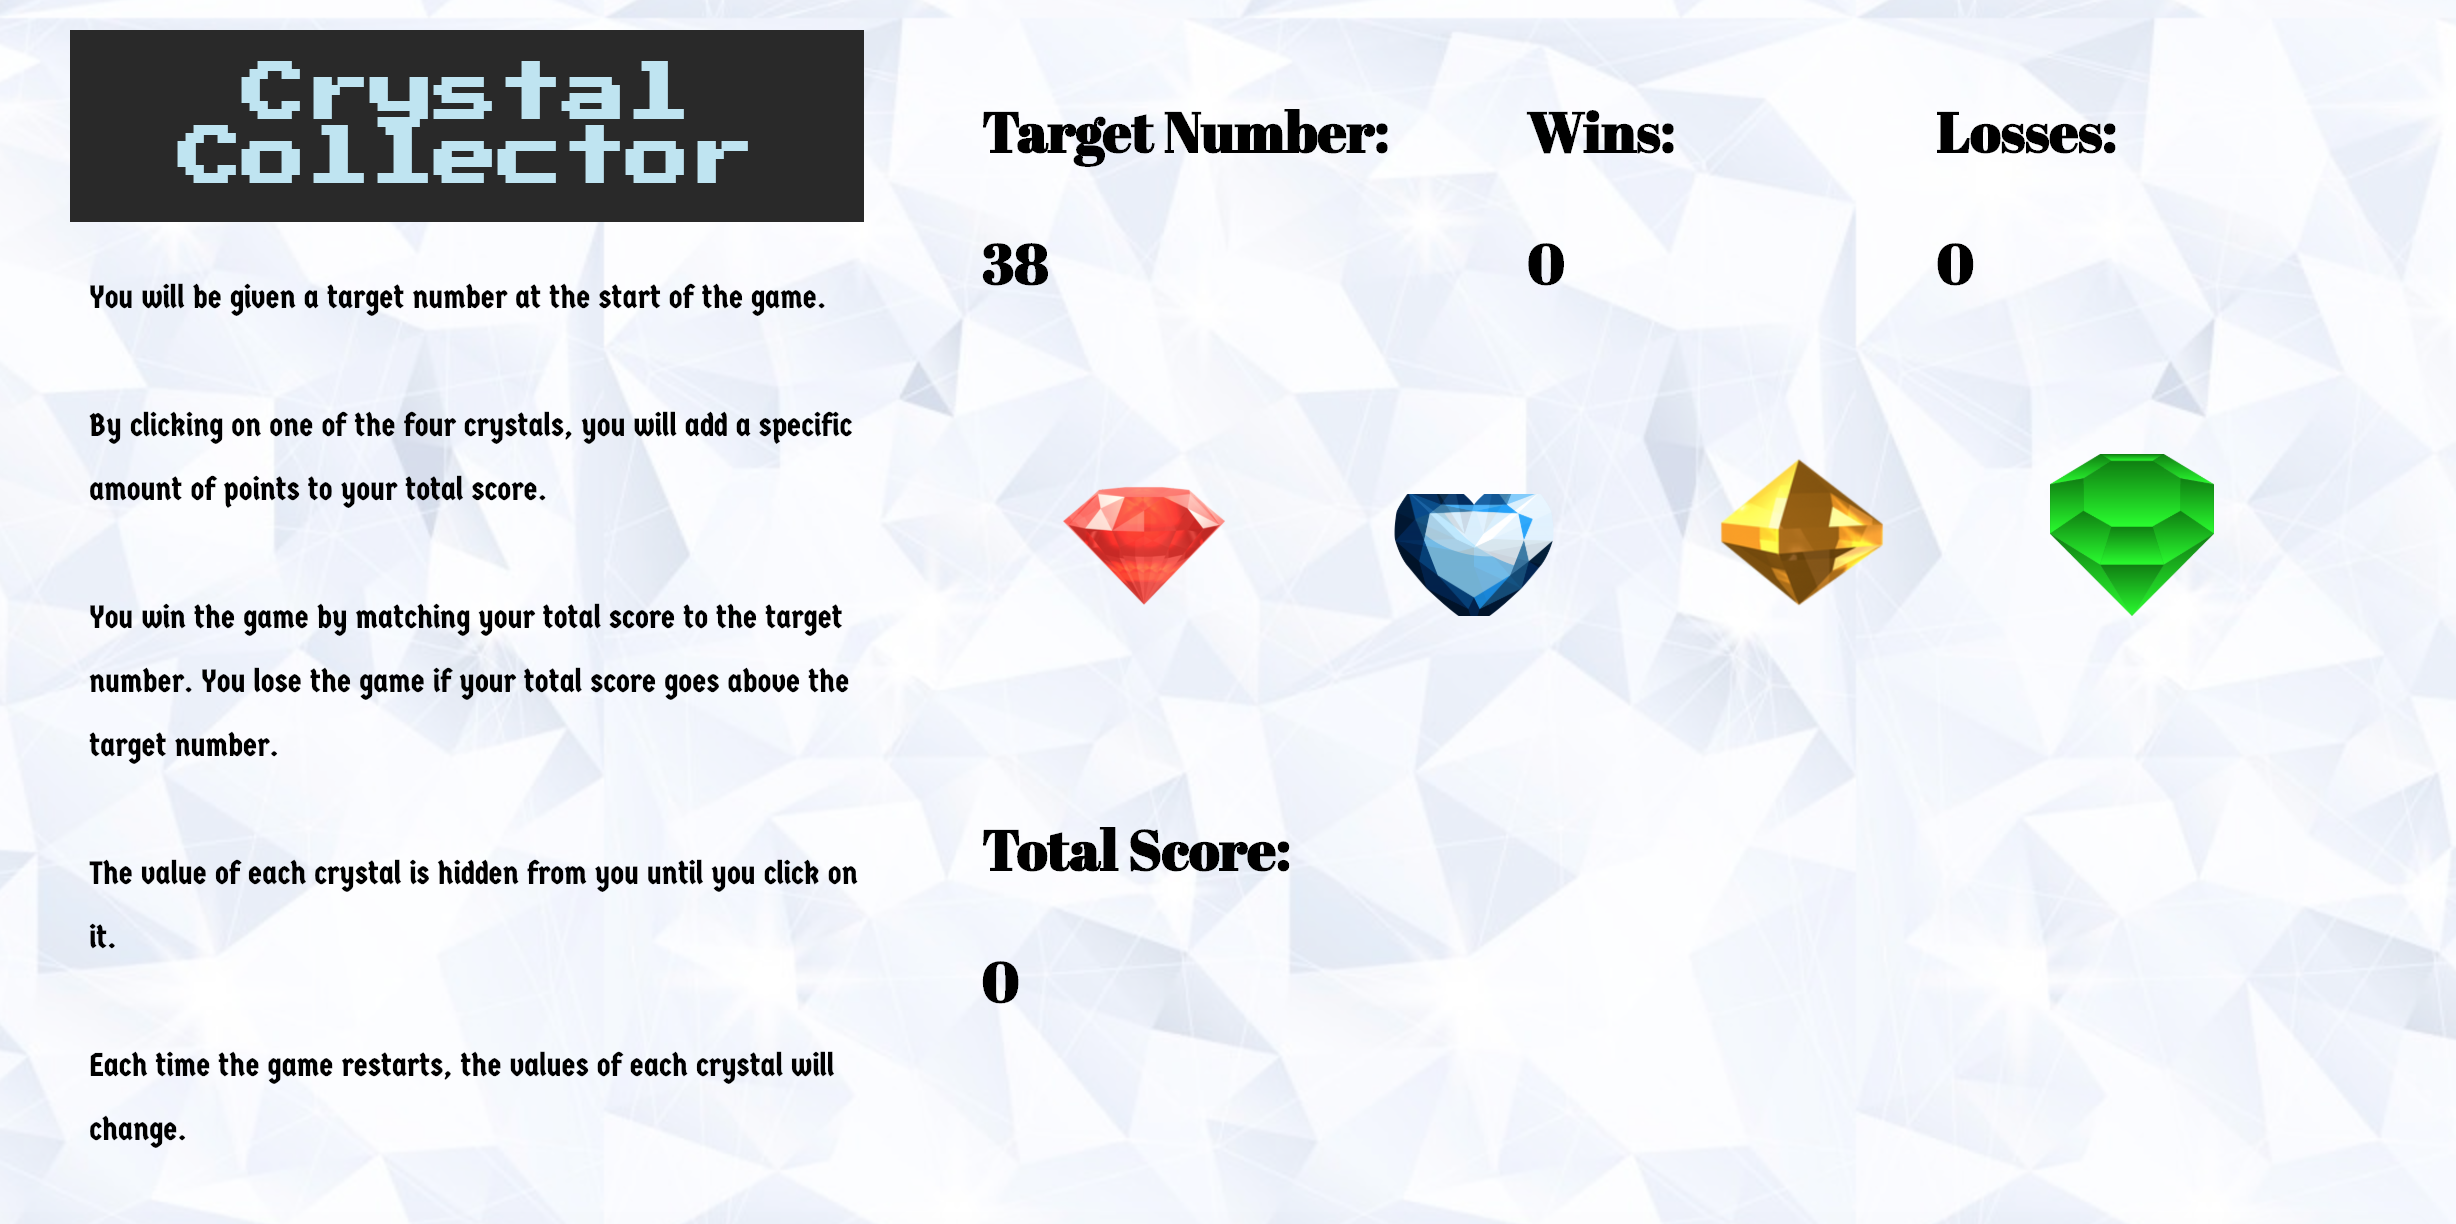 Crystal
Collector
You will be given a target number at the start of the game.
By clicking on one of the four crystals, you will add a specific
amount of points to your total score.
You win the game by matching your total score to the target
number. You lose the game if your total score goes above the
target number.
The value of each crystal is hidden from you until you click on
it.
Each time the game restarts, the values of each crystal will
change.
Target Number:
38
Wins:
0
Losses:
0
Total Score:
0